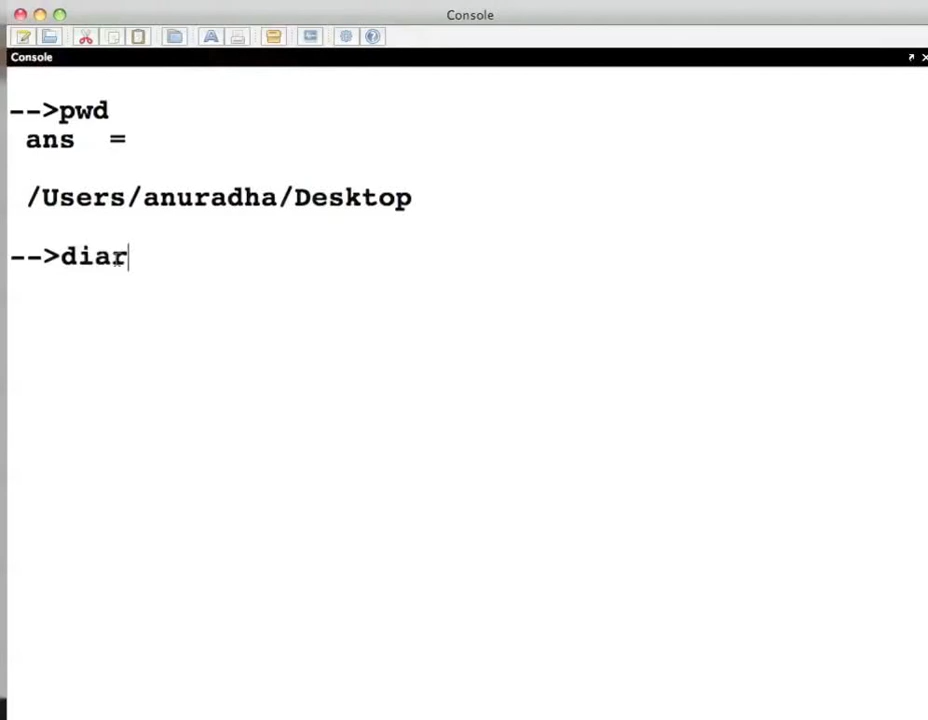 Console
Console
-->pwd
ans =
/Users/anuradha/Desktop
-->diar